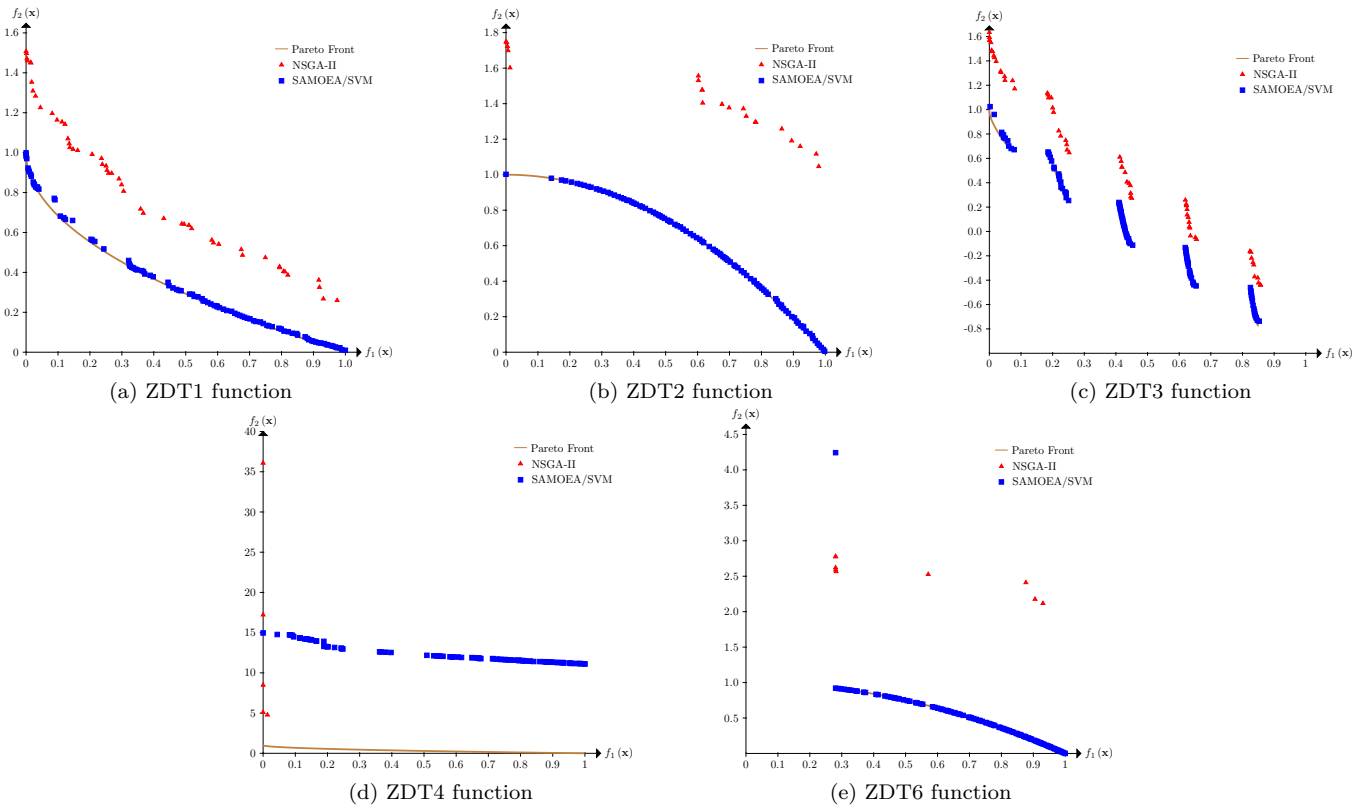 f₂(x)
1.6
1.4
1.2
1.0
0.8
0.6
0.4
0.2
0
0 0.1 0.2 0.3 0.4 0.5 0.6 0.7 0.8 0.9 1.0
f₁(x)
Pareto Front
NSGA-II
SAMOEA/SVM
(a) ZDT1 function
f₂(x)
1.8
1.6
1.4
1.2
1.0
0.8
0.6
0.4
0.2
0
0 0.1 0.2 0.3 0.4 0.5 0.6 0.7 0.8 0.9 1.0
f₁(x)
Pareto Front
NSGA-II
SAMOEA/SVM
(b) ZDT2 function
f₂(x)
1.6
1.4
1.2
1.0
0.8
0.6
0.4
0.2
0.0
-0.2
-0.4
-0.6
-0.8
0 0.1 0.2 0.3 0.4 0.5 0.6 0.7 0.8 0.9 1.0
f₁(x)
Pareto Front
NSGA-II
SAMOEA/SVM
(c) ZDT3 function
f₂(x)
40
35
30
25
20
15
10
5
0
0 0.1 0.2 0.3 0.4 0.5 0.6 0.7 0.8 0.9 1.0
f₁(x)
Pareto Front
NSGA-II
SAMOEA/SVM
(d) ZDT4 function
f₂(x)
4.5
4.0
3.5
3.0
2.5
2.0
1.5
1.0
0.5
0 0.1 0.2 0.3 0.4 0.5 0.6 0.7 0.8 0.9 1.0
f₁(x)
Pareto Front
NSGA-II
SAMOEA/SVM
(e) ZDT6 function